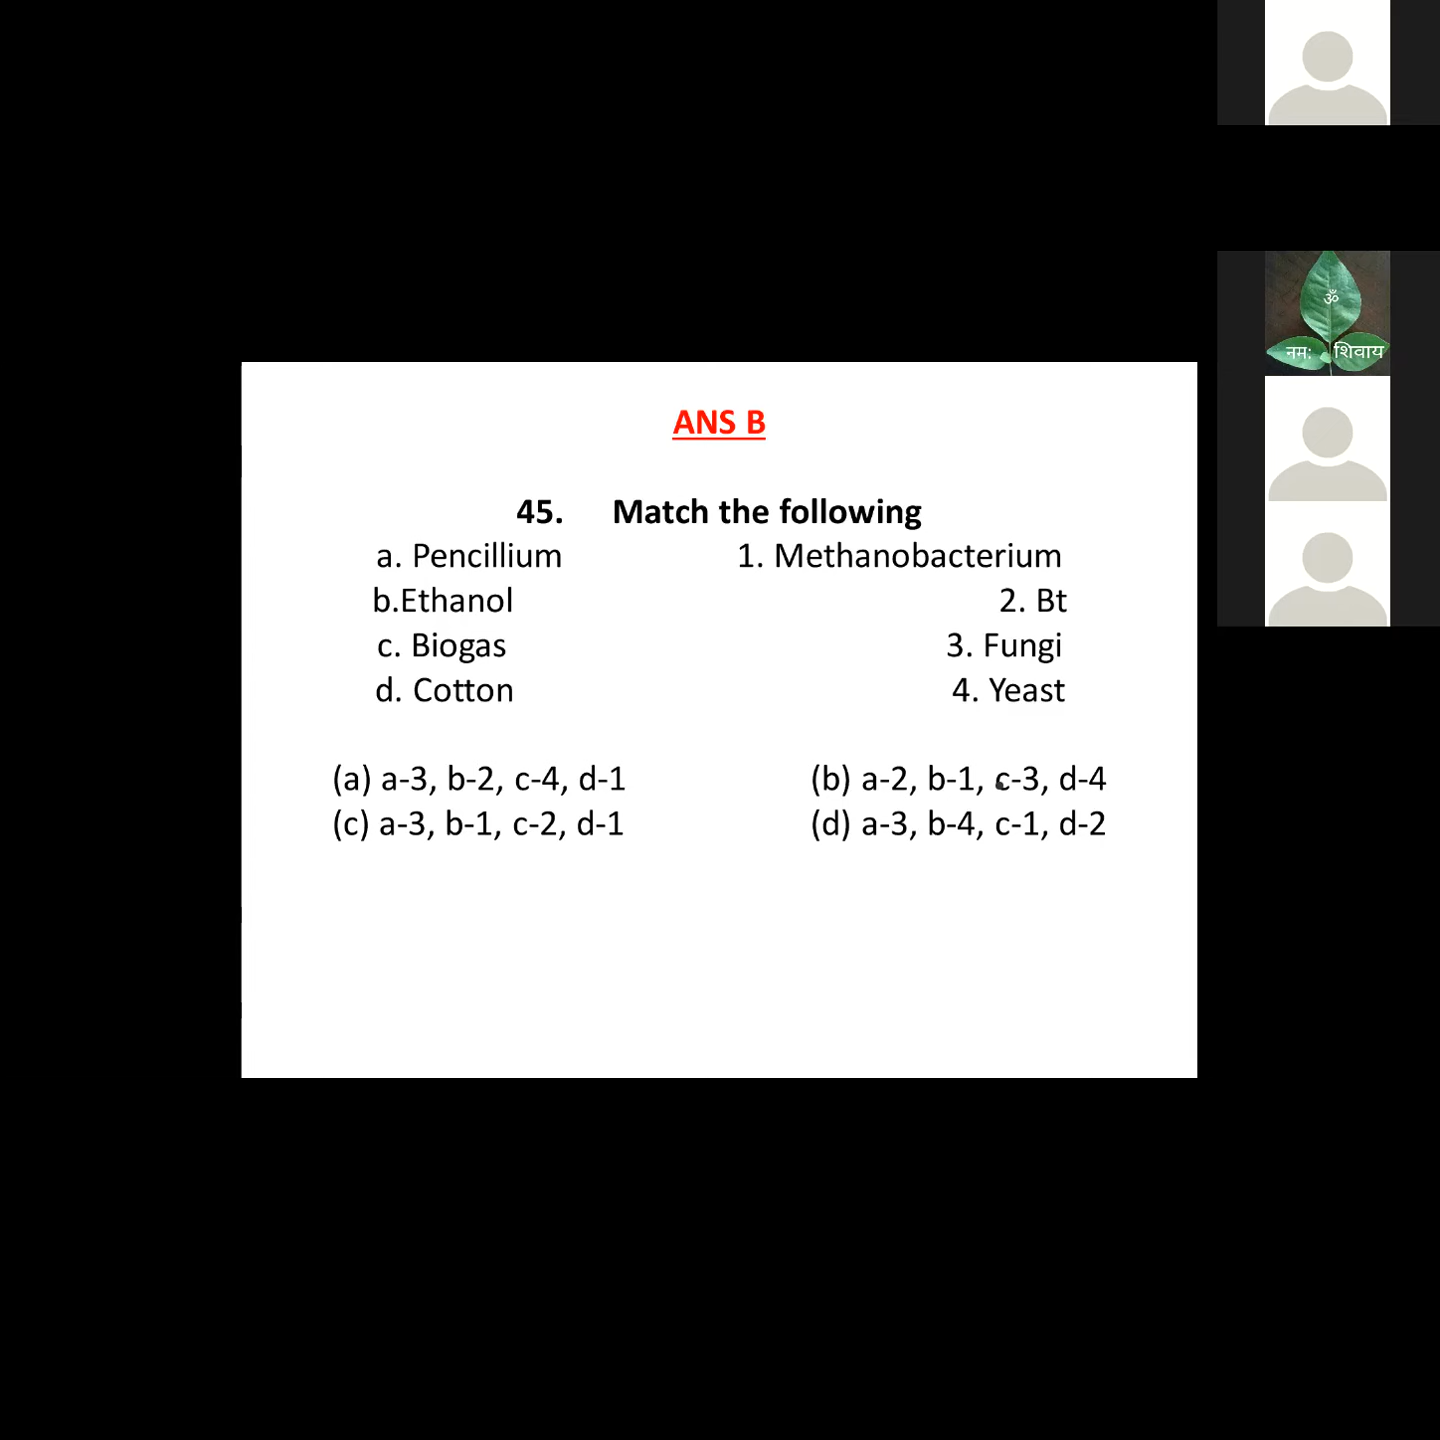 ANS B
45. Match the following
a. Pencillium 1. Methanobacterium
b.Ethanol 2. Bt
c. Biogas 3. Fungi
d. Cotton 4. Yeast
(a) a-3, b-2, c-4, d-1 (b) a-2, b-1, c-3, d-4
(c) a-3, b-1, c-2, d-1 (d) a-3, b-4, c-1, d-2
ॐ
नम: शिवाय